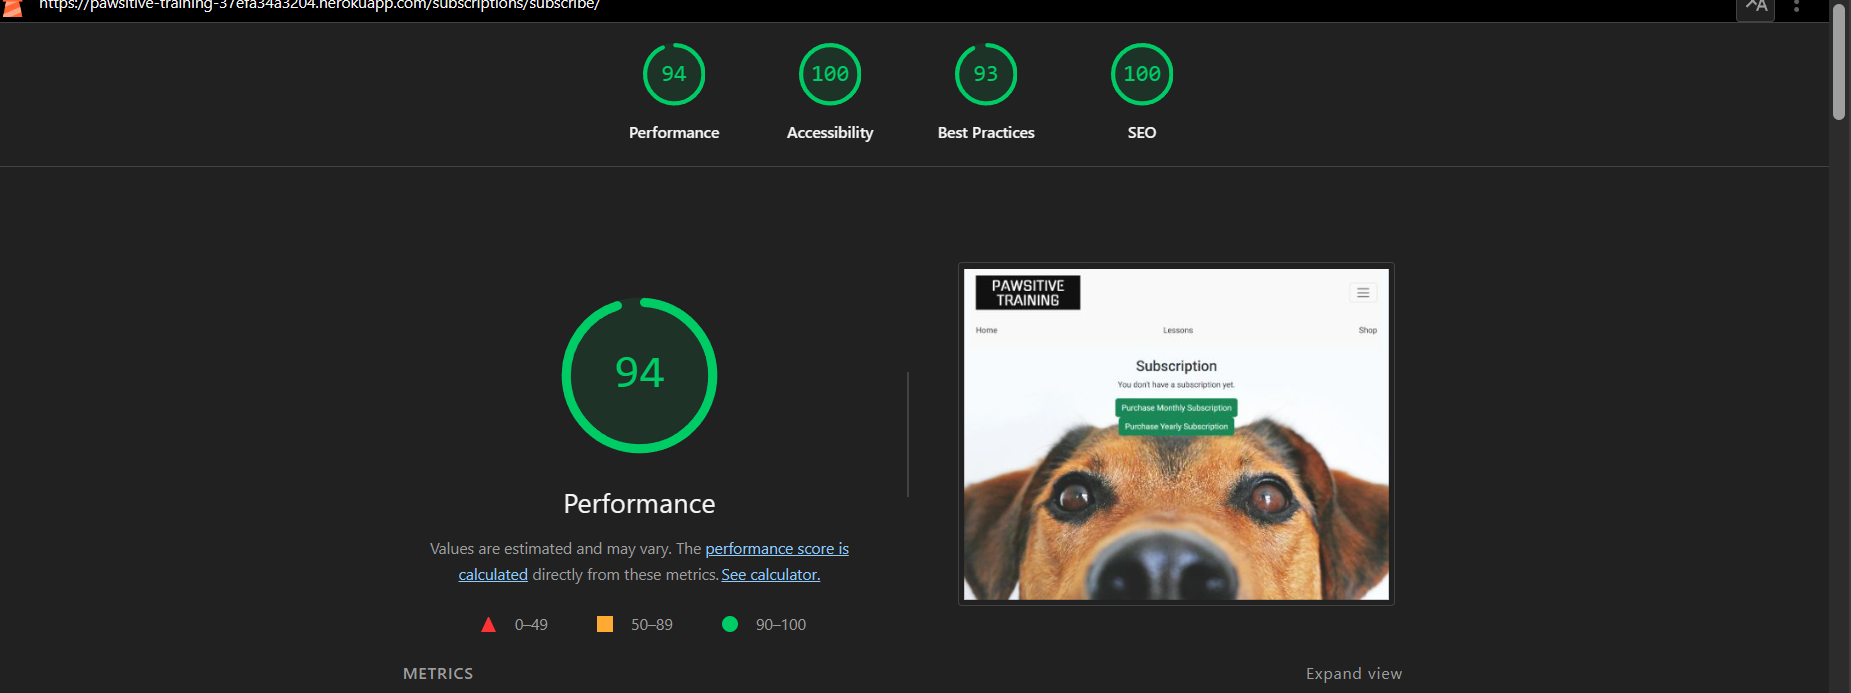 https://pawsitive-training-37efa34a3204.herokuapp.com/subscriptions/subscribe/
94
100
93
100
Performance
Accessibility
Best Practices
SEO
94
Performance
Values are estimated and may vary. The performance score is
calculated directly from these metrics. See calculator.
0–49
50–89
90–100
PAWSITIVE
TRAINING
Home
Lessons
Shop
Subscription
You don't have a subscription yet.
Purchase Monthly Subscription
Purchase Yearly Subscription
METRICS
Expand view